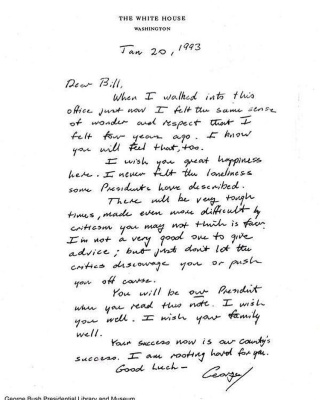 THE WHITE HOUSE
WASHINGTON
Jan 20, 1993
Dear Bill,
When I walked into this
office just now I felt the same sense
of wonder and respect that I
felt four years ago. I know
you will feel that, too.
I wish you great happiness
here. I never felt the loneliness
some Presidents have described.
There will be very tough
times, made even more difficult by
criticism you may not think is fair.
I'm not a very good one to give
advice; but just don't let the
critics discourage you or push
you off course.
You will be our President
when you read this note. I wish
you well. I wish your family
well.
Your success now is our country's
success. I am rooting hard for you.
Good Luck —
George
George Bush Presidential Library and Museum